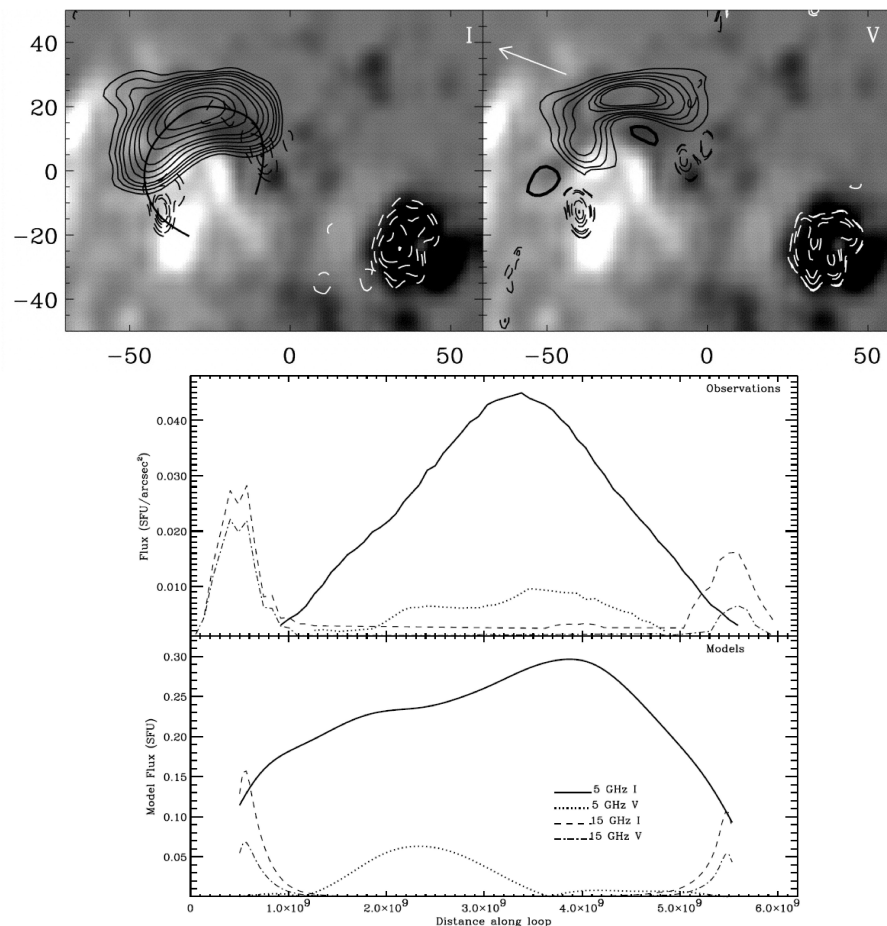 I
V
50
40
20
0
−20
−40
−50
0
−50
0
50
Observations
0.040
0.030
0.020
0.010
Flux (SFU/arcsec²)
Models
0.30
0.25
0.20
0.15
0.10
0.05
Model Flux (SFU)
5 GHz I
5 GHz V
15 GHz I
15 GHz V
0
1.0×10⁹
2.0×10⁹
3.0×10⁹
4.0×10⁹
5.0×10⁹
6.0×10⁹
Distance along loop